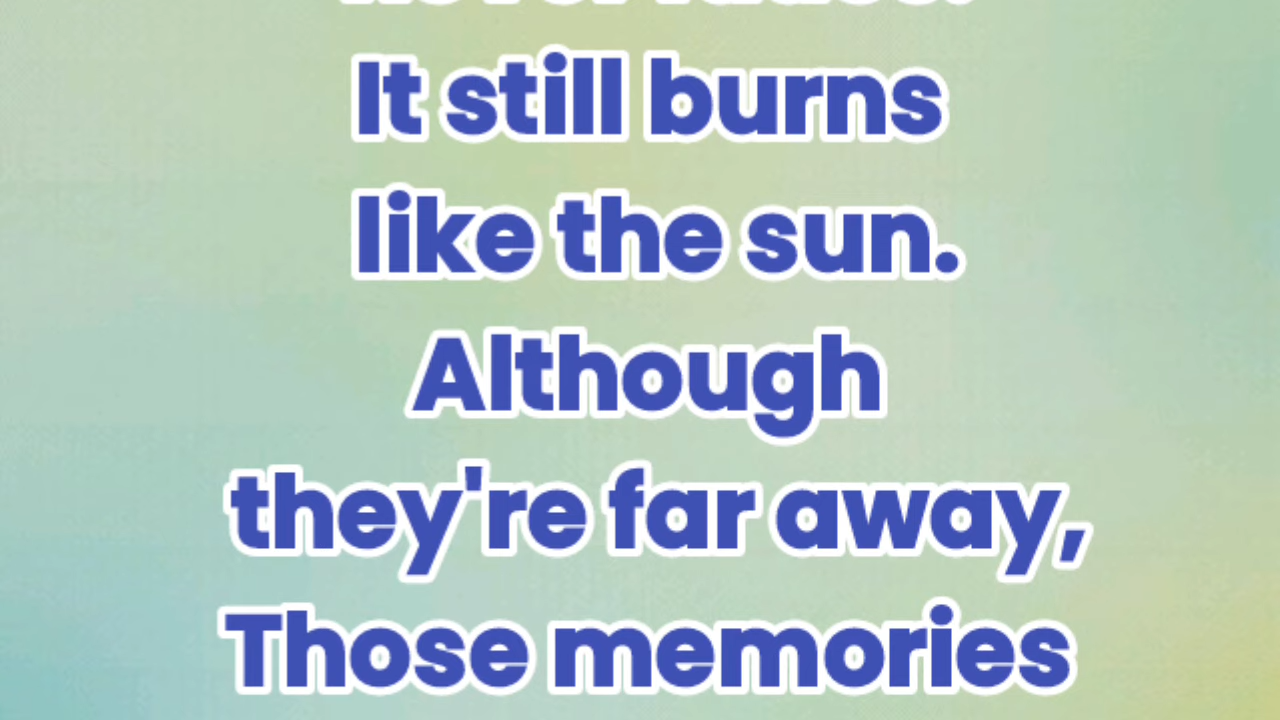 It still burns
like the sun.
Although
they're far away,
Those memories